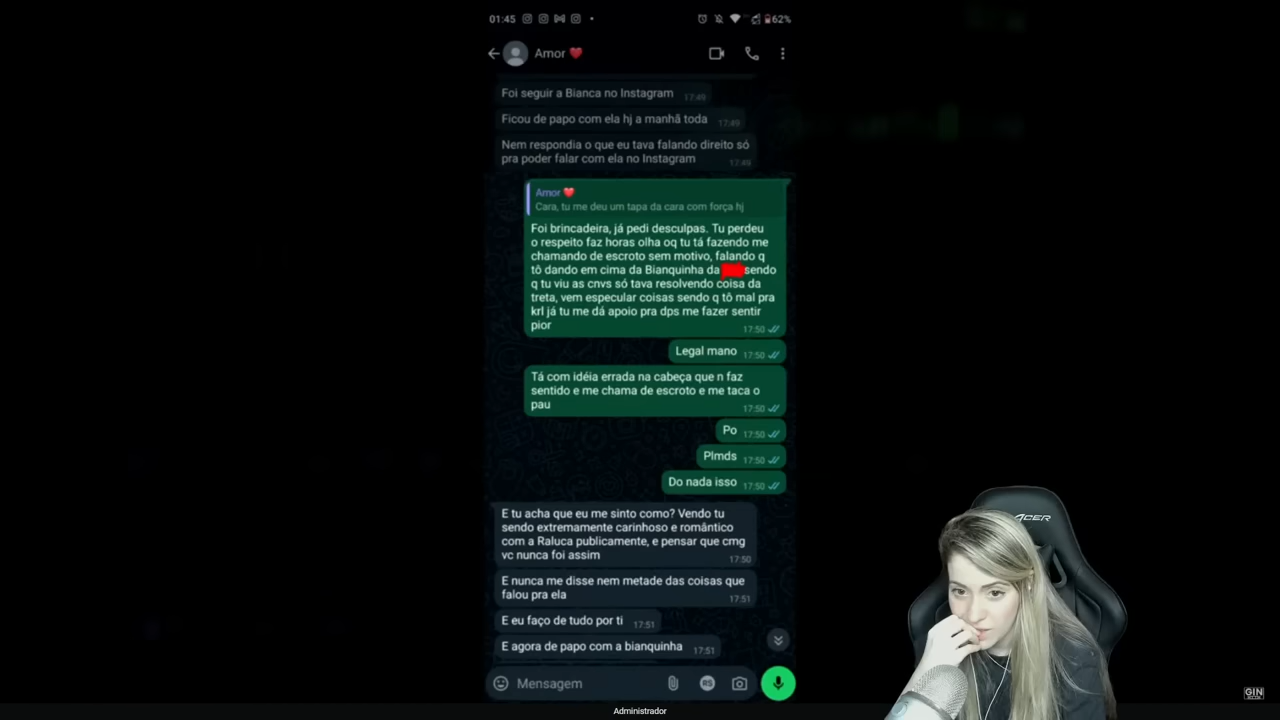 01:45
62%
Amor ❤️
Foi seguir a Bianca no Instagram 17:49
Ficou de papo com ela hj a manhã toda 17:49
Nem respondia o que eu tava falando direito só
pra poder falar com ela no Instagram 17:49
Amor ❤️
Cara, tu me deu um tapa da cara com força hj
Foi brincadeira, já pedi desculpas. Tu perdeu
o respeito faz horas olha oq tu tá fazendo me
chamando de escroto sem motivo, falando q
tô dando em cima da Bianquinha da sendo
q tu viu as cnvs só tava resolvendo coisa da
treta, vem especular coisas sendo q tô mal pra
krl já tu me dá apoio pra dps me fazer sentir
pior 17:50
Legal mano 17:50
Tá com idéia errada na cabeça que n faz
sentido e me chama de escroto e me taca o
pau 17:50
Po 17:50
Plmds 17:50
Do nada isso 17:50
E tu acha que eu me sinto como? Vendo tu
sendo extremamente carinhoso e romântico
com a Raluca publicamente, e pensar que cmg
vc nunca foi assim 17:50
E nunca me disse nem metade das coisas que
falou pra ela 17:51
E eu faço de tudo por ti 17:51
E agora de papo com a bianquinha 17:51
Mensagem
ACER
GIN
Administrador